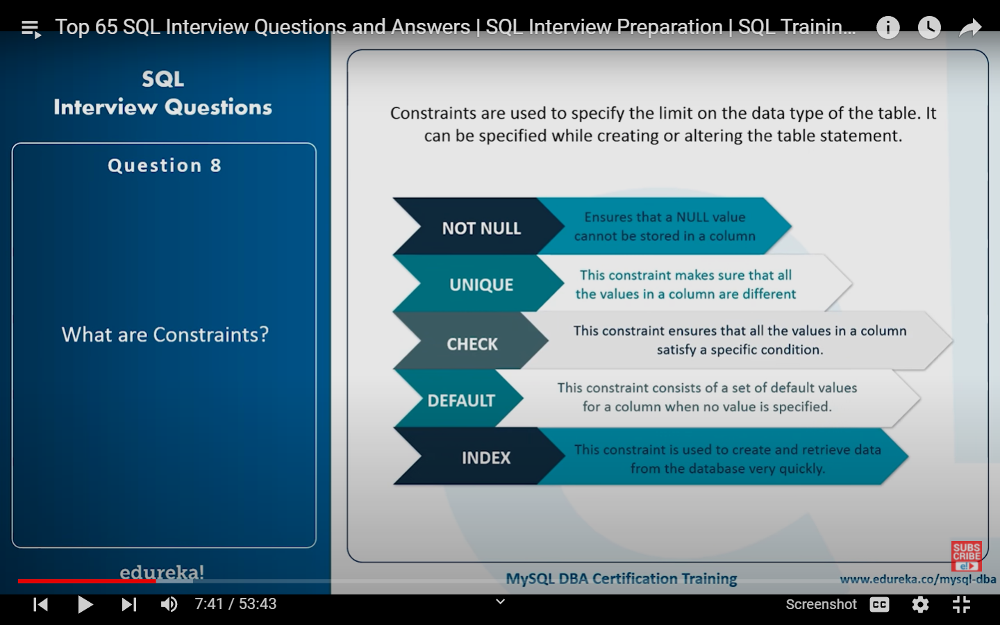 Top 65 SQL Interview Questions and Answers | SQL Interview Preparation | SQL Trainin...
SQL
Interview Questions
Question 8
What are Constraints?
edureka!
Constraints are used to specify the limit on the data type of the table. It
can be specified while creating or altering the table statement.
NOT NULL
Ensures that a NULL value
cannot be stored in a column
UNIQUE
This constraint makes sure that all
the values in a column are different
CHECK
This constraint ensures that all the values in a column
satisfy a specific condition.
DEFAULT
This constraint consists of a set of default values
for a column when no value is specified.
INDEX
This constraint is used to create and retrieve data
from the database very quickly.
SUBS
CRIBE
e!
MySQL DBA Certification Training
www.edureka.co/mysql-dba
7:41 / 53:43
Screenshot
CC